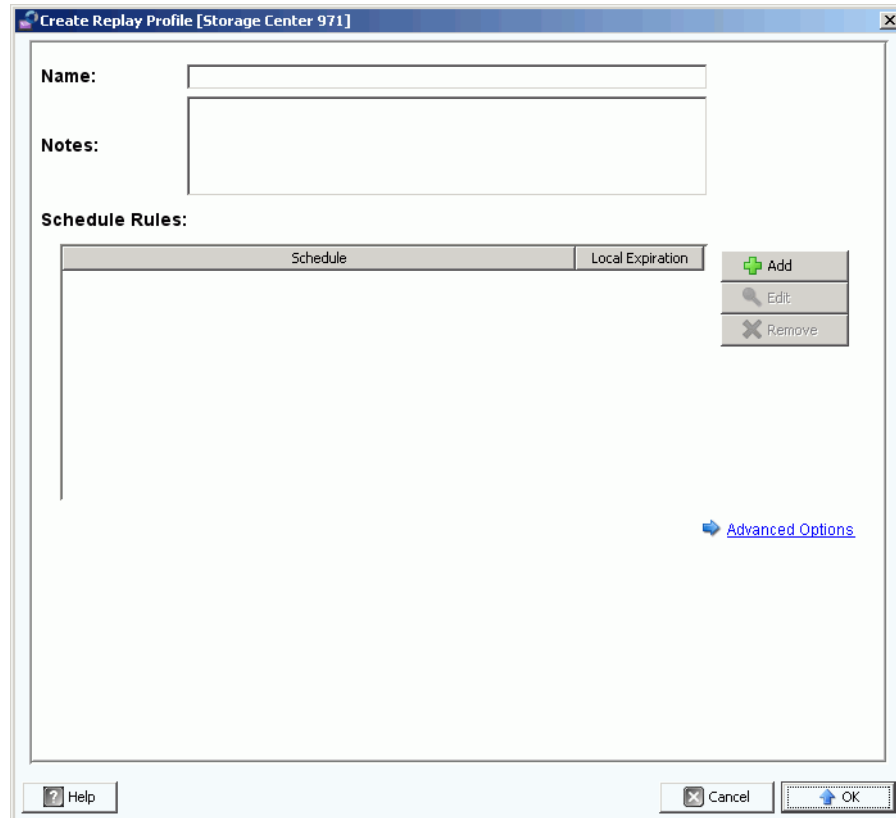 Create Replay Profile [Storage Center 971]
Name:
Notes:
Schedule Rules:
Schedule Local Expiration
Add
Edit
Remove
Advanced Options
? Help
Cancel
OK